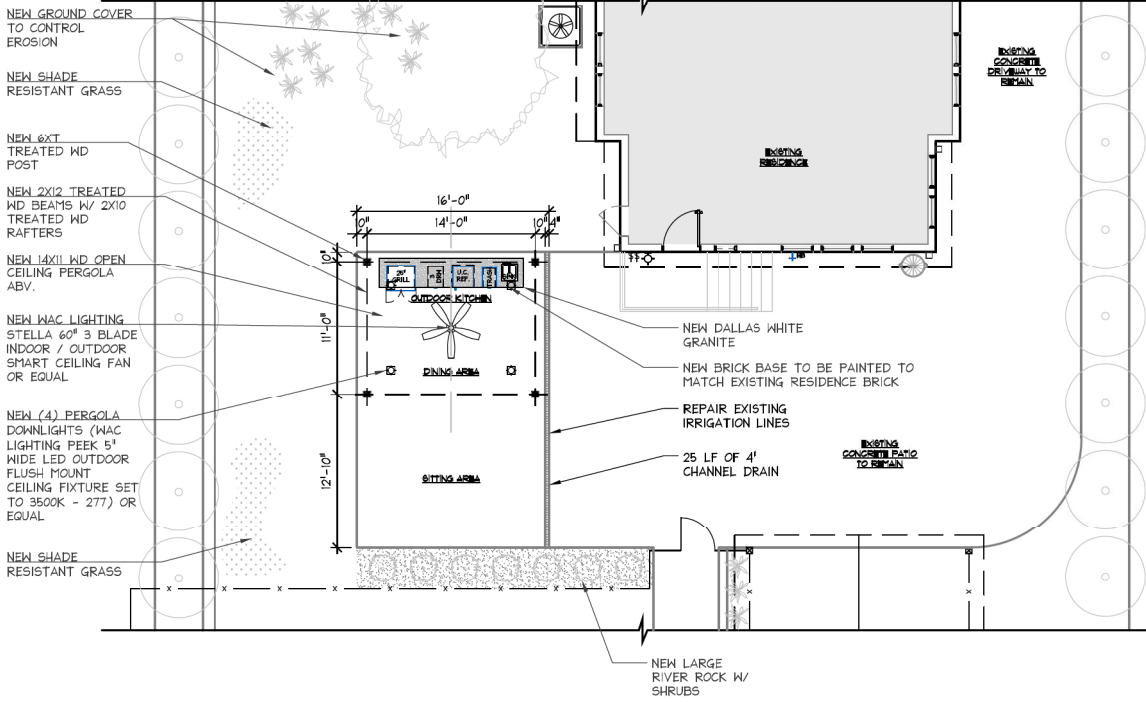 NEW GROUND COVER
TO CONTROL
EROSION
NEW SHADE
RESISTANT GRASS
NEW 6XT
TREATED WD
POST
NEW 2X12 TREATED
WD BEAMS W/ 2X10
TREATED WD
RAFTERS
NEW 14X11 WD OPEN
CEILING PERGOLA
ABV.
NEW WAC LIGHTING
STELLA 60" 3 BLADE
INDOOR / OUTDOOR
SMART CEILING FAN
OR EQUAL
NEW (4) PERGOLA
DOWNLIGHTS (WAC
LIGHTING PEEK 5"
WIDE LED OUTDOOR
FLUSH MOUNT
CEILING FIXTURE SET
TO 3500K - 277) OR
EQUAL
NEW SHADE
RESISTANT GRASS
16'-0"
10" 14'-0" 10" 4"
10"
11'-0"
12'-10"
GRILL
U.C.
REF.
OUTDOOR KITCHEN
DINING AREA
SITTING AREA
EXISTING
RESIDENCE
EXISTING
CONCRETE
DRIVEWAY TO
REMAIN
NEW DALLAS WHITE
GRANITE
NEW BRICK BASE TO BE PAINTED TO
MATCH EXISTING RESIDENCE BRICK
REPAIR EXISTING
IRRIGATION LINES
25 LF OF 4'
CHANNEL DRAIN
EXISTING
CONCRETE PATIO
TO REMAIN
NEW LARGE
RIVER ROCK W/
SHRUBS